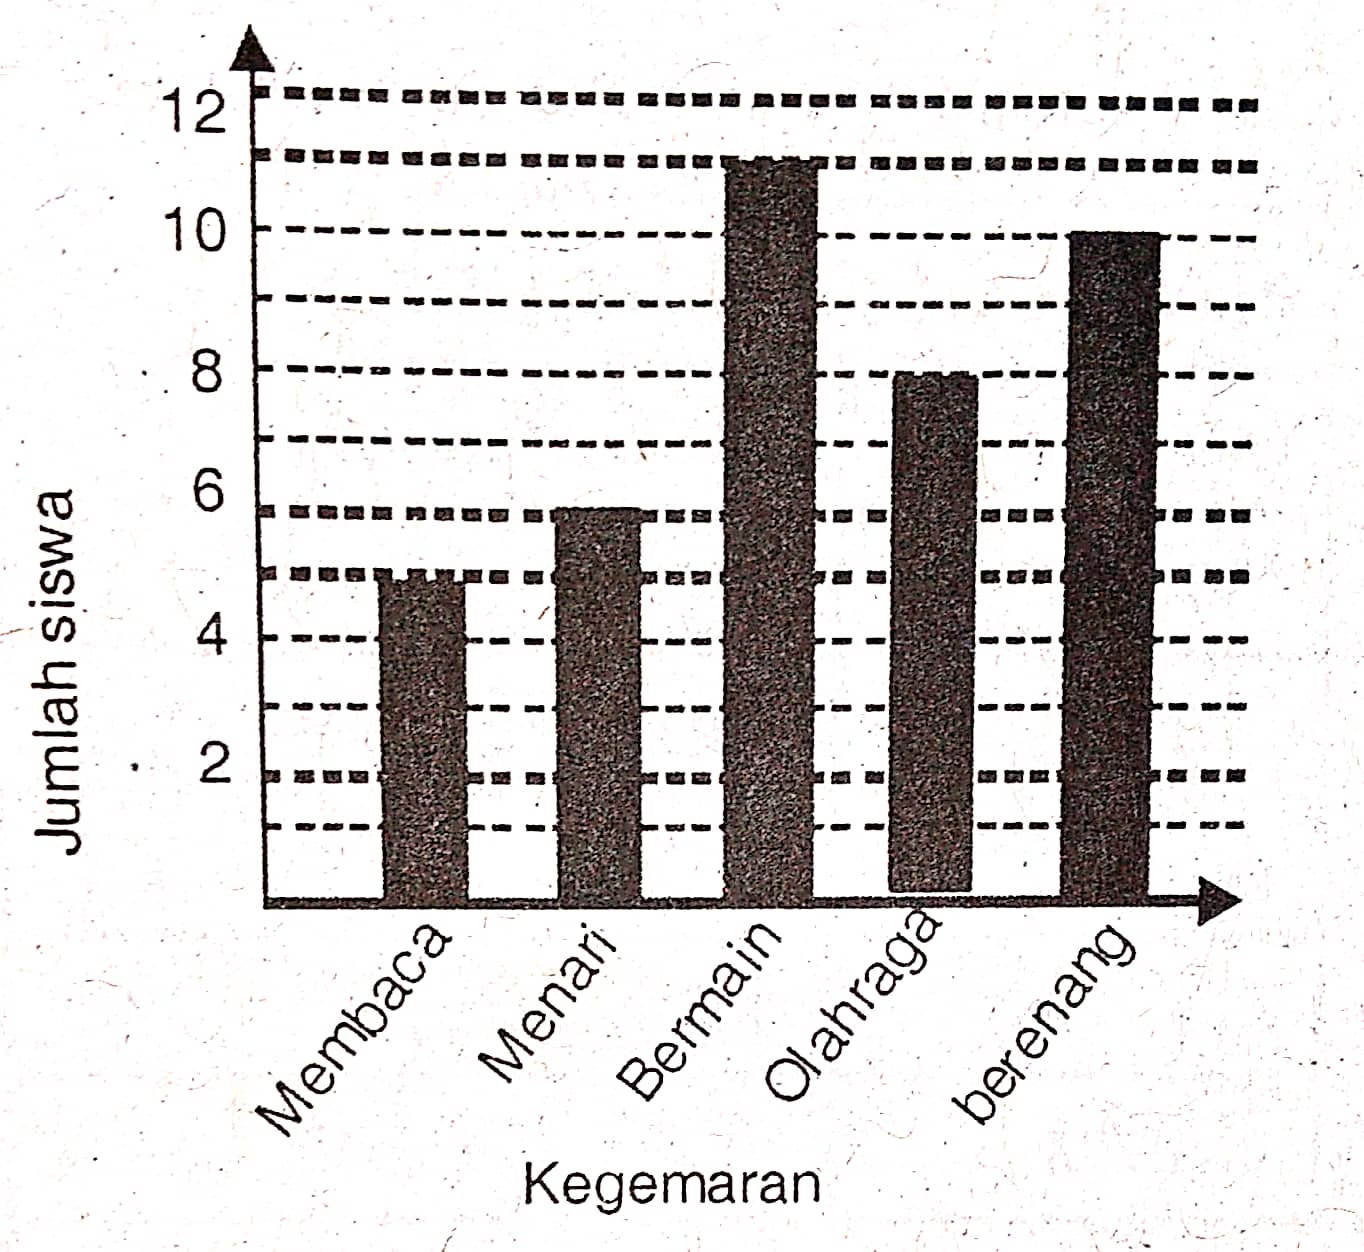 12
10
8
6
4
2
Jumlah siswa
Membaca
Menari
Bermain
Olahraga
berenang
Kegemaran